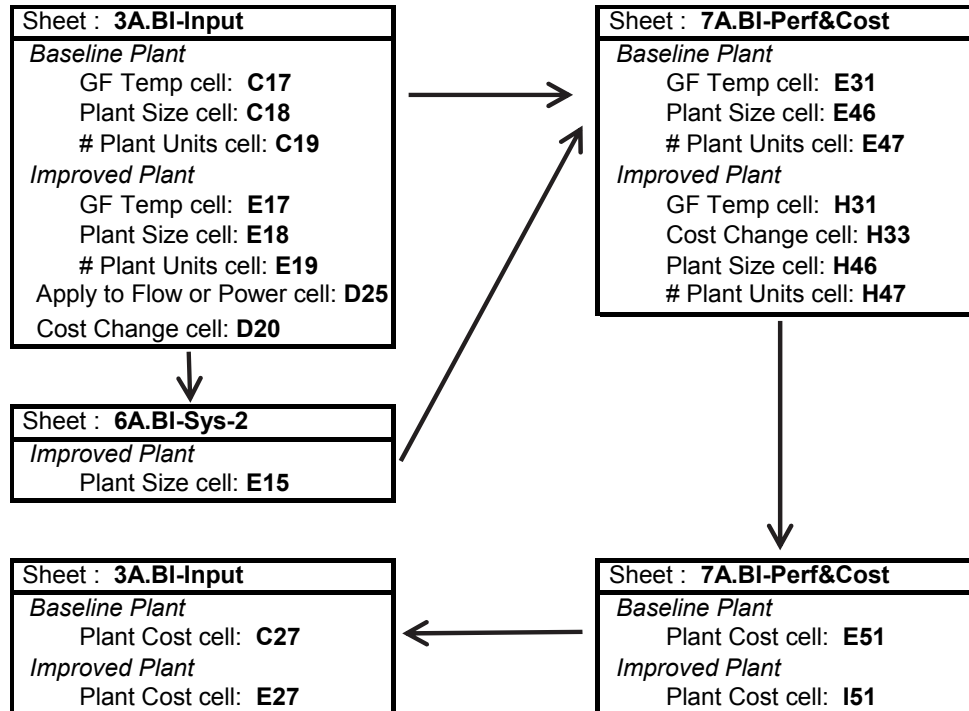 Sheet : 3A.BI-Input
Baseline Plant
GF Temp cell: C17
Plant Size cell: C18
# Plant Units cell: C19
Improved Plant
GF Temp cell: E17
Plant Size cell: E18
# Plant Units cell: E19
Apply to Flow or Power cell: D25
Cost Change cell: D20
Sheet : 7A.BI-Perf&Cost
Baseline Plant
GF Temp cell: E31
Plant Size cell: E46
# Plant Units cell: E47
Improved Plant
GF Temp cell: H31
Cost Change cell: H33
Plant Size cell: H46
# Plant Units cell: H47
Sheet : 6A.BI-Sys-2
Improved Plant
Plant Size cell: E15
Sheet : 3A.BI-Input
Baseline Plant
Plant Cost cell: C27
Improved Plant
Plant Cost cell: E27
Sheet : 7A.BI-Perf&Cost
Baseline Plant
Plant Cost cell: E51
Improved Plant
Plant Cost cell: I51